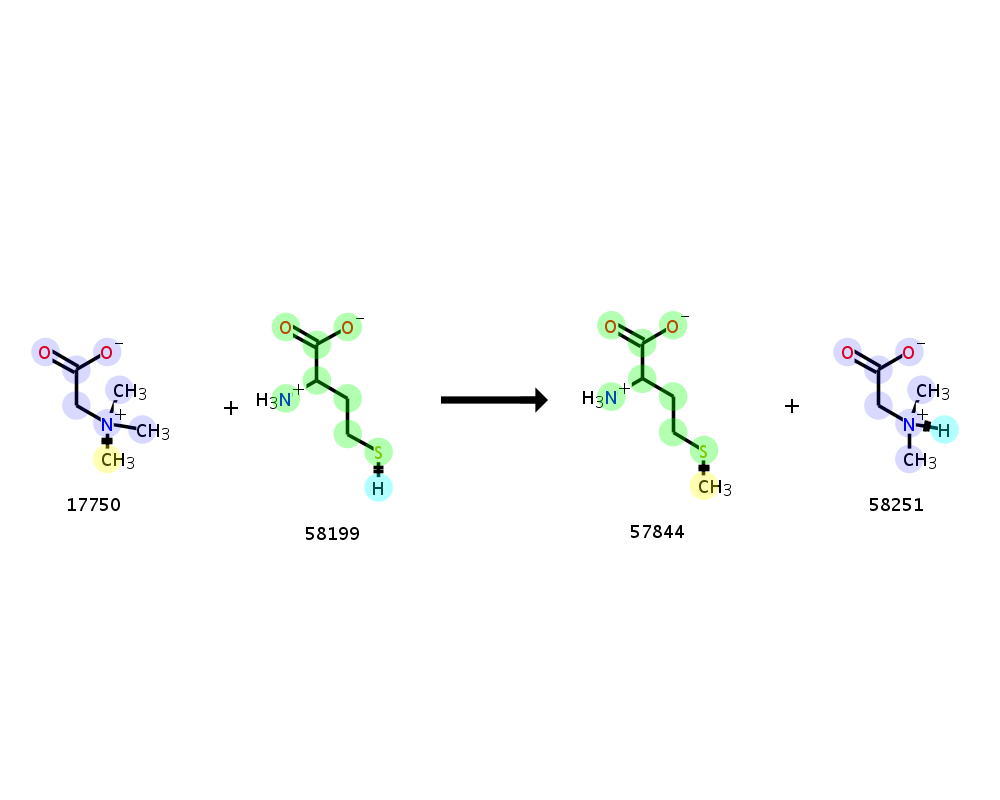 O O⁻ CH₃ N⁺ CH₃ CH₃
17750
+
O O⁻ H₃N⁺ S H
58199
O O⁻ H₃N⁺ S CH₃
57844
+
O O⁻ CH₃ N⁺ H CH₃
58251